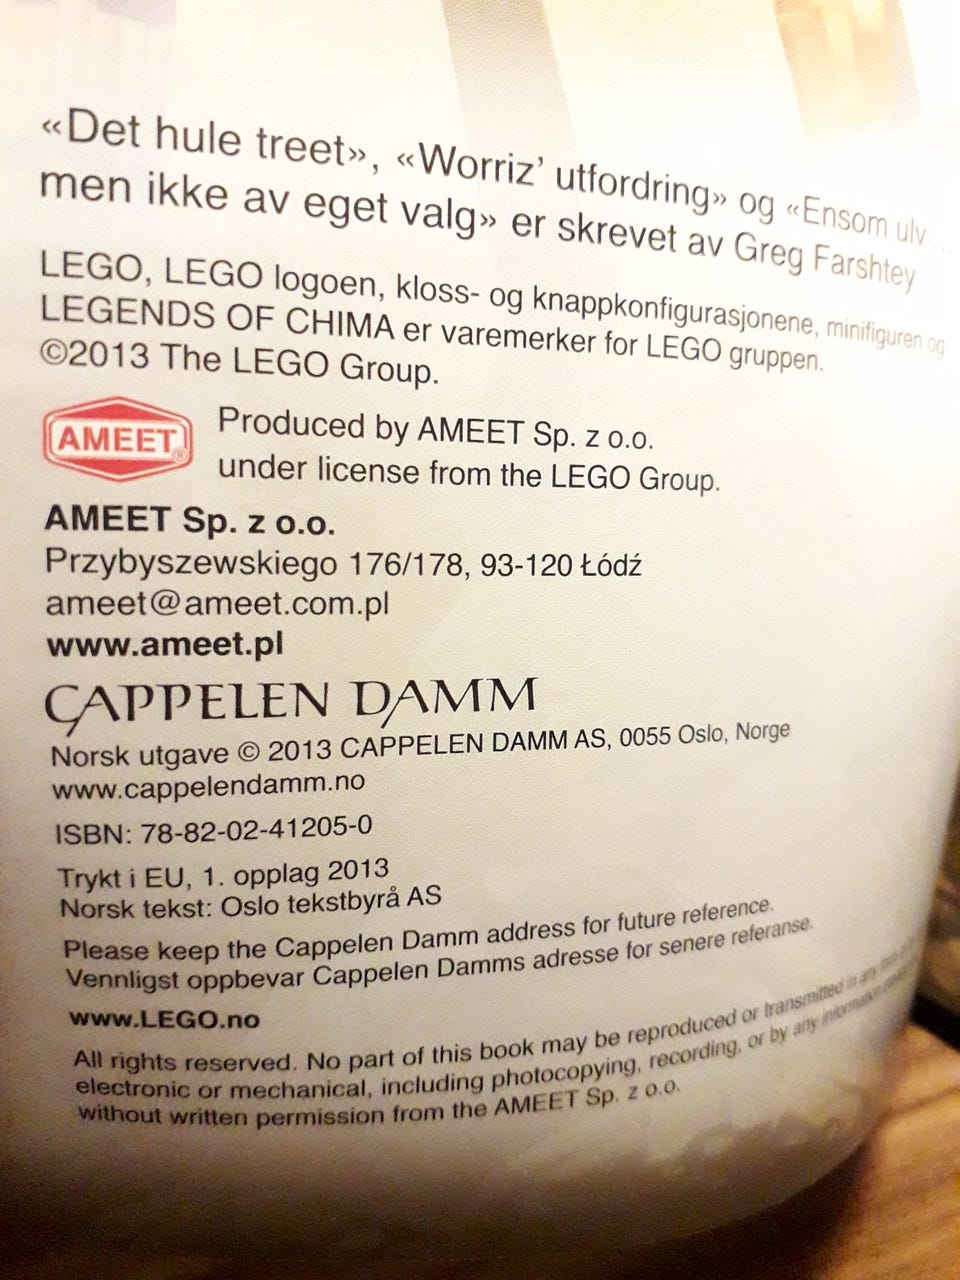 «Det hule treet», «Worriz’ utfordring» og «Ensom ulv ...
men ikke av eget valg» er skrevet av Greg Farshtey
LEGO, LEGO logoen, kloss- og knappkonfigurasjonene, minifiguren og
LEGENDS OF CHIMA er varemerker for LEGO gruppen.
©2013 The LEGO Group.
AMEET®
Produced by AMEET Sp. z o.o.
under license from the LEGO Group.
AMEET Sp. z o.o.
Przybyszewskiego 176/178, 93-120 Łódź
ameet@ameet.com.pl
www.ameet.pl
CAPPELEN DAMM
Norsk utgave © 2013 CAPPELEN DAMM AS, 0055 Oslo, Norge
www.cappelendamm.no
ISBN: 78-82-02-41205-0
Trykt i EU, 1. opplag 2013
Norsk tekst: Oslo tekstbyrå AS
Please keep the Cappelen Damm address for future reference.
Vennligst oppbevar Cappelen Damms adresse for senere referanse.
www.LEGO.no
All rights reserved. No part of this book may be reproduced or transmitted in any
electronic or mechanical, including photocopying, recording, or by any information
without written permission from the AMEET Sp. z o.o.